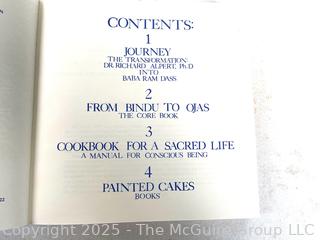 CONTENTS:
1
JOURNEY
THE TRANSFORMATION:
DR. RICHARD ALPERT, Ph.D.
INTO
BABA RAM DASS
2
FROM BINDU TO OJAS
THE CORE BOOK
3
COOKBOOK FOR A SACRED LIFE
A MANUAL FOR CONSCIOUS BEING
4
PAINTED CAKES
BOOKS
Copyright 2025 - The McGuire Group LLC